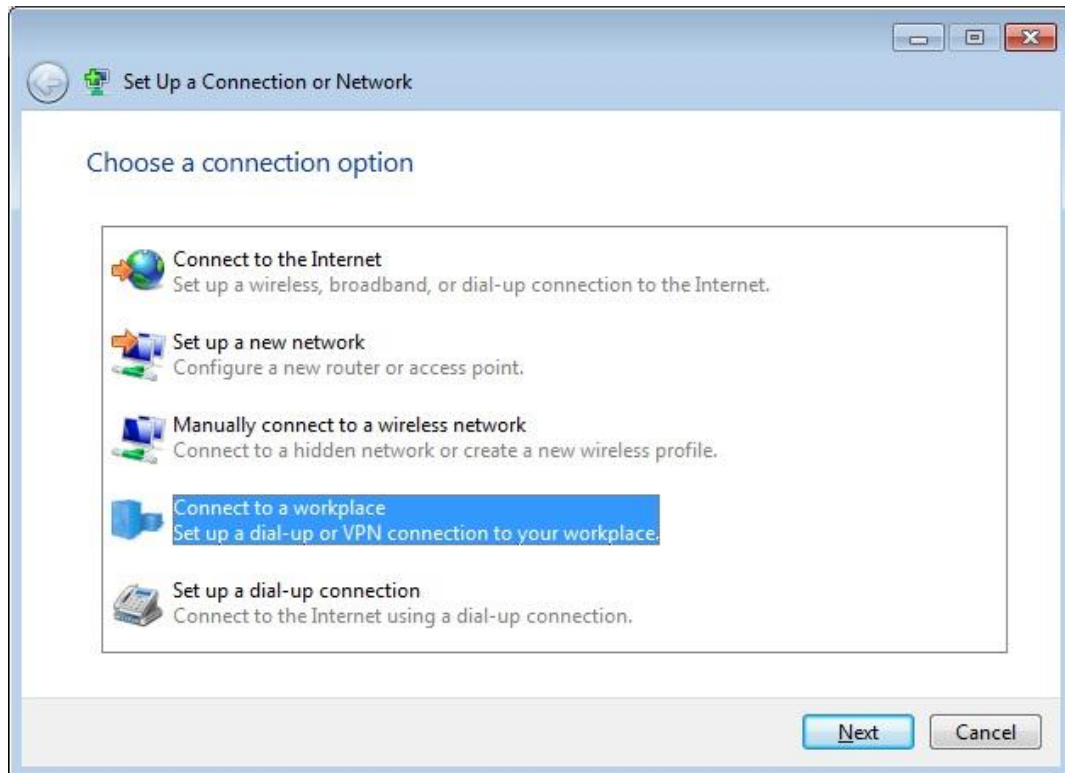 Set Up a Connection or Network
Choose a connection option
Connect to the Internet
Set up a wireless, broadband, or dial-up connection to the Internet.
Set up a new network
Configure a new router or access point.
Manually connect to a wireless network
Connect to a hidden network or create a new wireless profile.
Connect to a workplace
Set up a dial-up or VPN connection to your workplace.
Set up a dial-up connection
Connect to the Internet using a dial-up connection.
Next Cancel